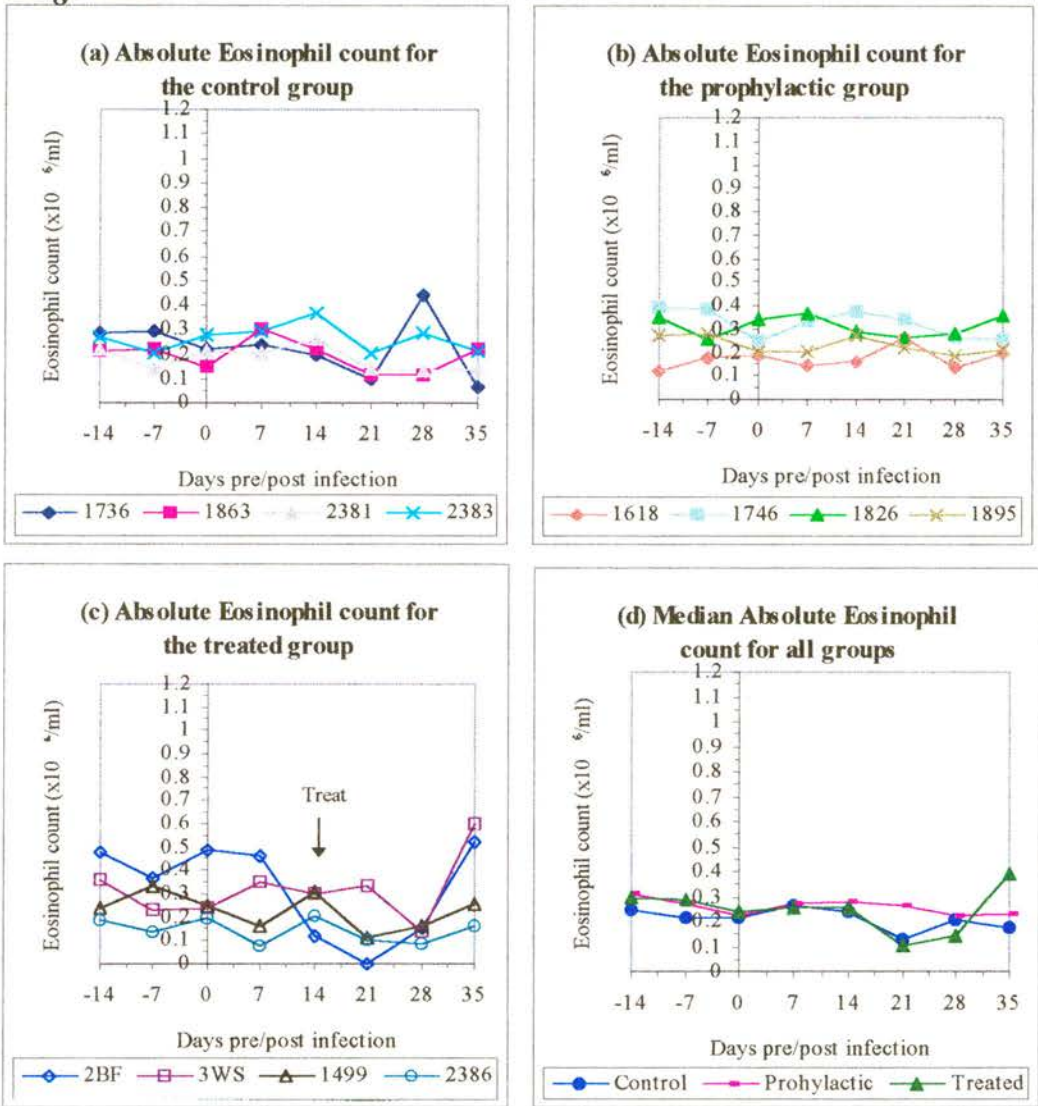 (a) Absolute Eosinophil count for
the control group
Eosinophil count (x10 6/ml)
1.2
1.1
1
0.9
0.8
0.7
0.6
0.5
0.4
0.3
0.2
0.1
0
-14 -7 0 7 14 21 28 35
Days pre/post infection
1736 1863 2381 2383
(b) Absolute Eosinophil count for
the prophylactic group
Eosinophil count (x10 6/ml)
1.2
1.1
1
0.9
0.8
0.7
0.6
0.5
0.4
0.3
0.2
0.1
0
-14 -7 0 7 14 21 28 35
Days pre/post infection
1618 1746 1826 1895
(c) Absolute Eosinophil count for
the treated group
Eosinophil count (x10 6/ml)
1.2
1.1
1
0.9
0.8
0.7
0.6
0.5
0.4
0.3
0.2
0.1
0
Treat
-14 -7 0 7 14 21 28 35
Days pre/post infection
2BF 3WS 1499 2386
(d) Median Absolute Eosinophil
count for all groups
Eosinophil count (x10 6/ml)
1.2
1.1
1
0.9
0.8
0.7
0.6
0.5
0.4
0.3
0.2
0.1
0
-14 -7 0 7 14 21 28 35
Days pre/post infection
Control Prohylactic Treated